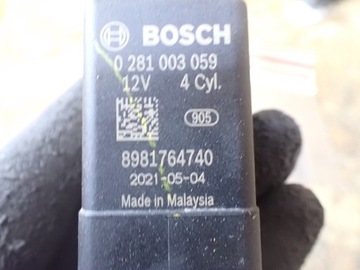 BOSCH
0 281 003 059
12V 4 Cyl.
905
8981764740
2021-05-04
Made in Malaysia